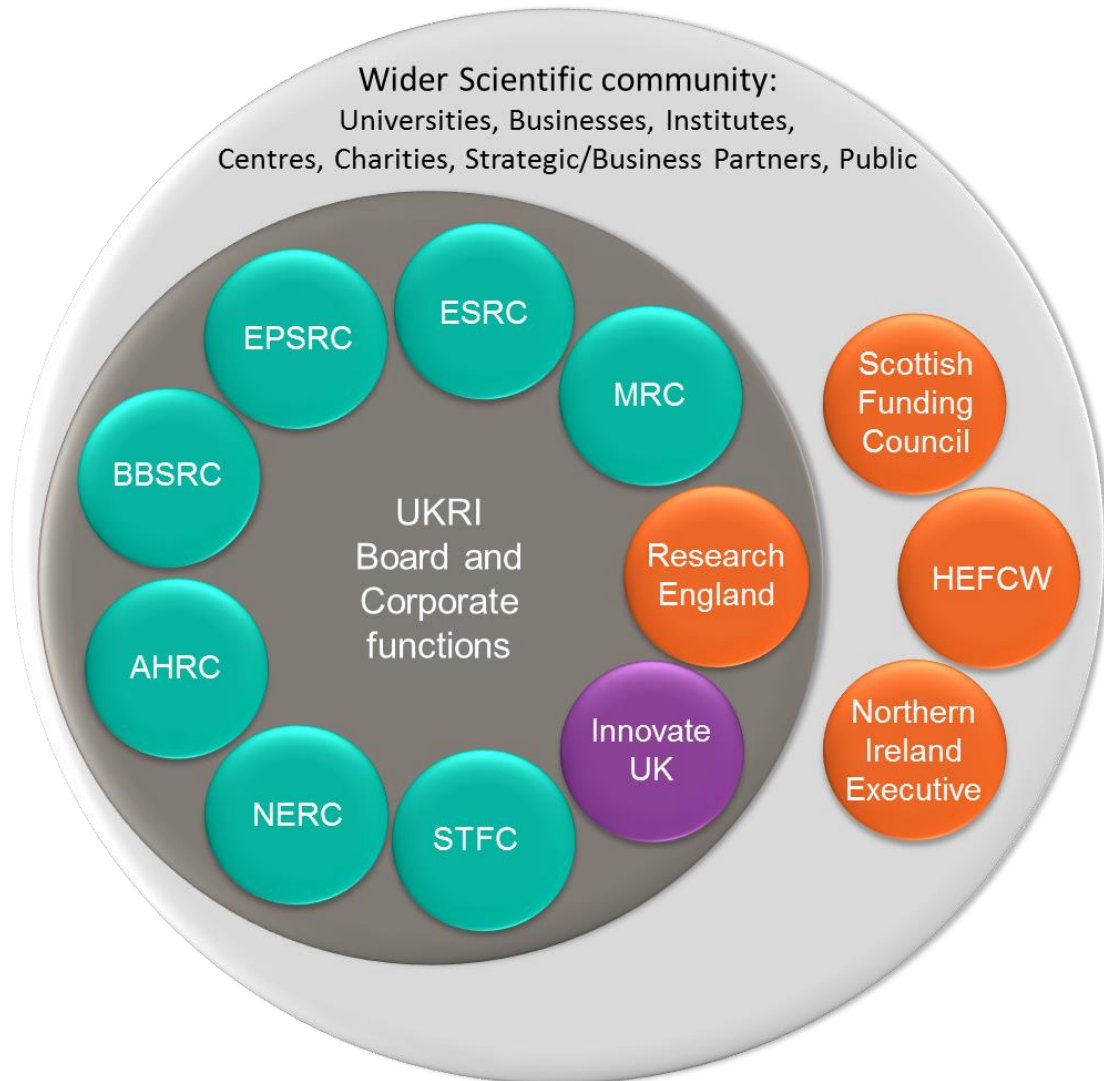 Wider Scientific community:
Universities, Businesses, Institutes,
Centres, Charities, Strategic/Business Partners, Public
ESRC
EPSRC
MRC
BBSRC
UKRI
Board and
Corporate
functions
Research
England
AHRC
Innovate
UK
NERC
STFC
Scottish
Funding
Council
HEFCW
Northern
Ireland
Executive